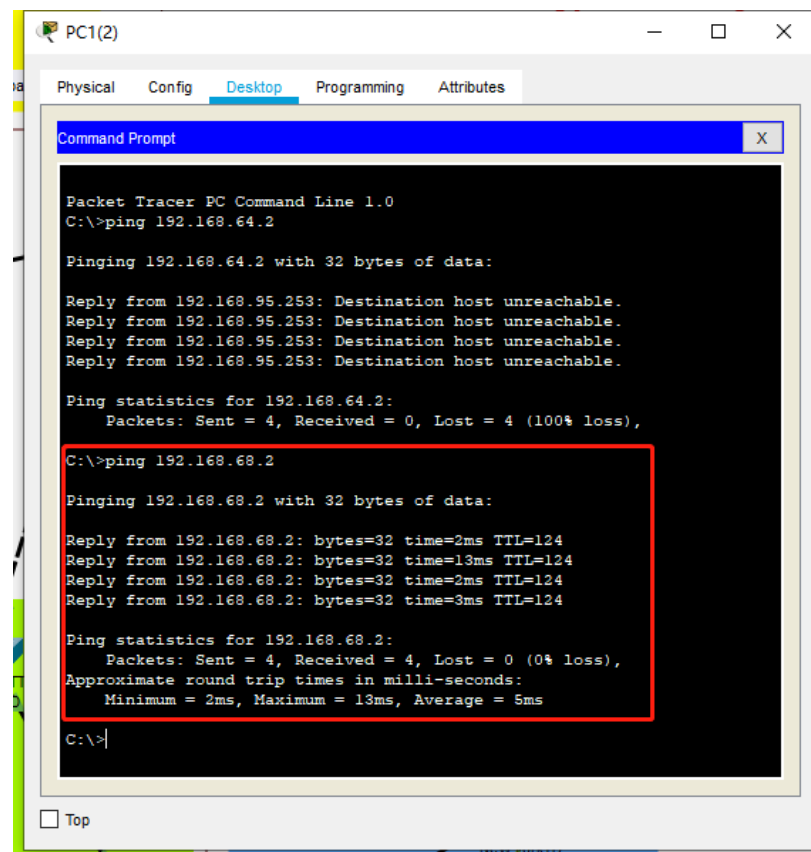 PC1(2)
Physical Config Desktop Programming Attributes
Command Prompt X
Packet Tracer PC Command Line 1.0
C:\>ping 192.168.64.2
Pinging 192.168.64.2 with 32 bytes of data:
Reply from 192.168.95.253: Destination host unreachable.
Reply from 192.168.95.253: Destination host unreachable.
Reply from 192.168.95.253: Destination host unreachable.
Reply from 192.168.95.253: Destination host unreachable.
Ping statistics for 192.168.64.2:
Packets: Sent = 4, Received = 0, Lost = 4 (100% loss),
C:\>ping 192.168.68.2
Pinging 192.168.68.2 with 32 bytes of data:
Reply from 192.168.68.2: bytes=32 time=2ms TTL=124
Reply from 192.168.68.2: bytes=32 time=13ms TTL=124
Reply from 192.168.68.2: bytes=32 time=2ms TTL=124
Reply from 192.168.68.2: bytes=32 time=3ms TTL=124
Ping statistics for 192.168.68.2:
Packets: Sent = 4, Received = 4, Lost = 0 (0% loss),
Approximate round trip times in milli-seconds:
Minimum = 2ms, Maximum = 13ms, Average = 5ms
C:\>
Top